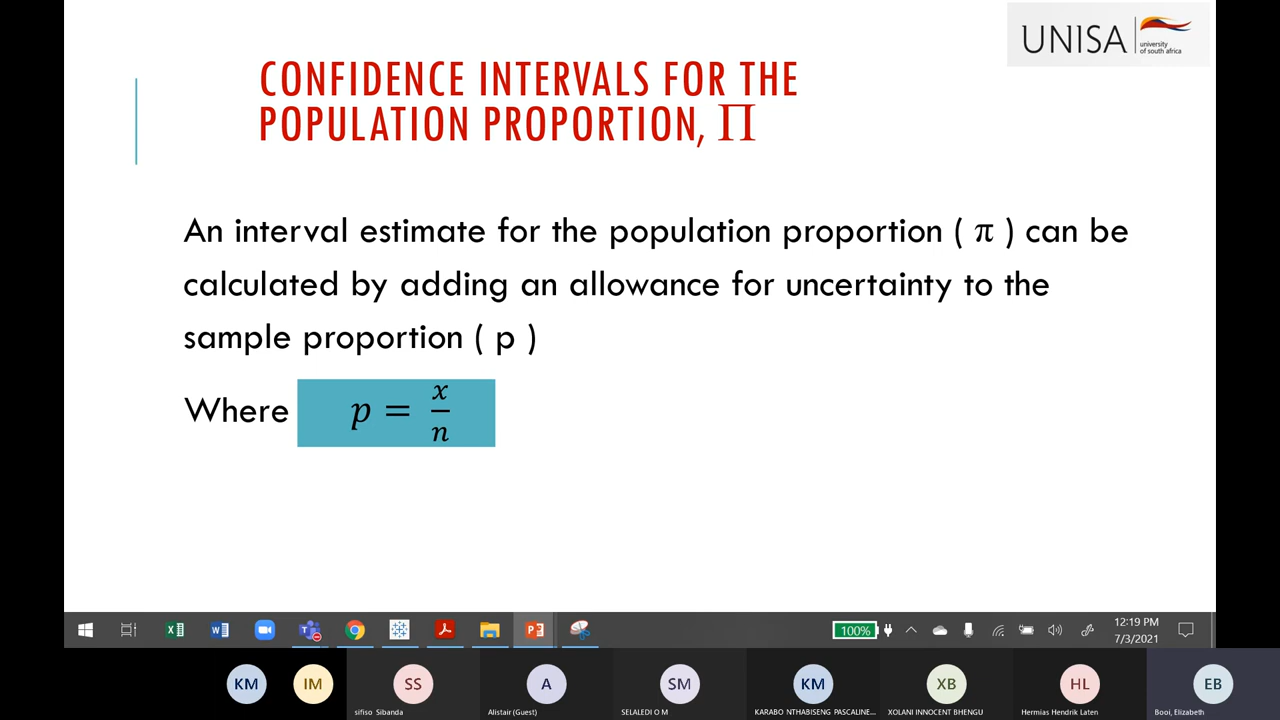 UNISA
university
of south africa
CONFIDENCE INTERVALS FOR THE
POPULATION PROPORTION, Π
An interval estimate for the population proportion ( π ) can be
calculated by adding an allowance for uncertainty to the
sample proportion ( p )
Where p = x/n
100%
12:19 PM
7/3/2021
KM
IM
SS
A
SM
KM
XB
HL
EB
sifiso Sibanda
Alistair (Guest)
SELALEDI O M
KARABO NTHABISENG PASCALINE...
XOLANI INNOCENT BHENGU
Hermias Hendrik Laten
Booi, Elizabeth